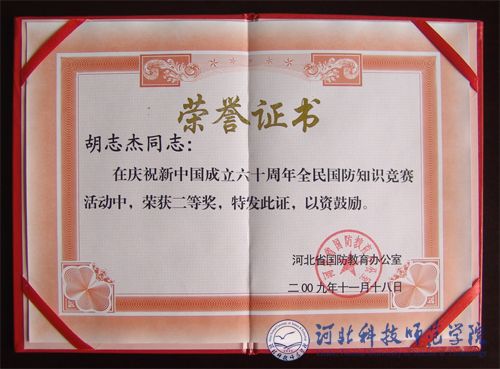 荣誉证书
胡志杰同志:
在庆祝新中国成立六十周年全民国防知识竞赛
活动中，荣获二等奖，特发此证，以资鼓励。
河北省国防教育办公室
二00九年十一月十八日
河北科技师范学院